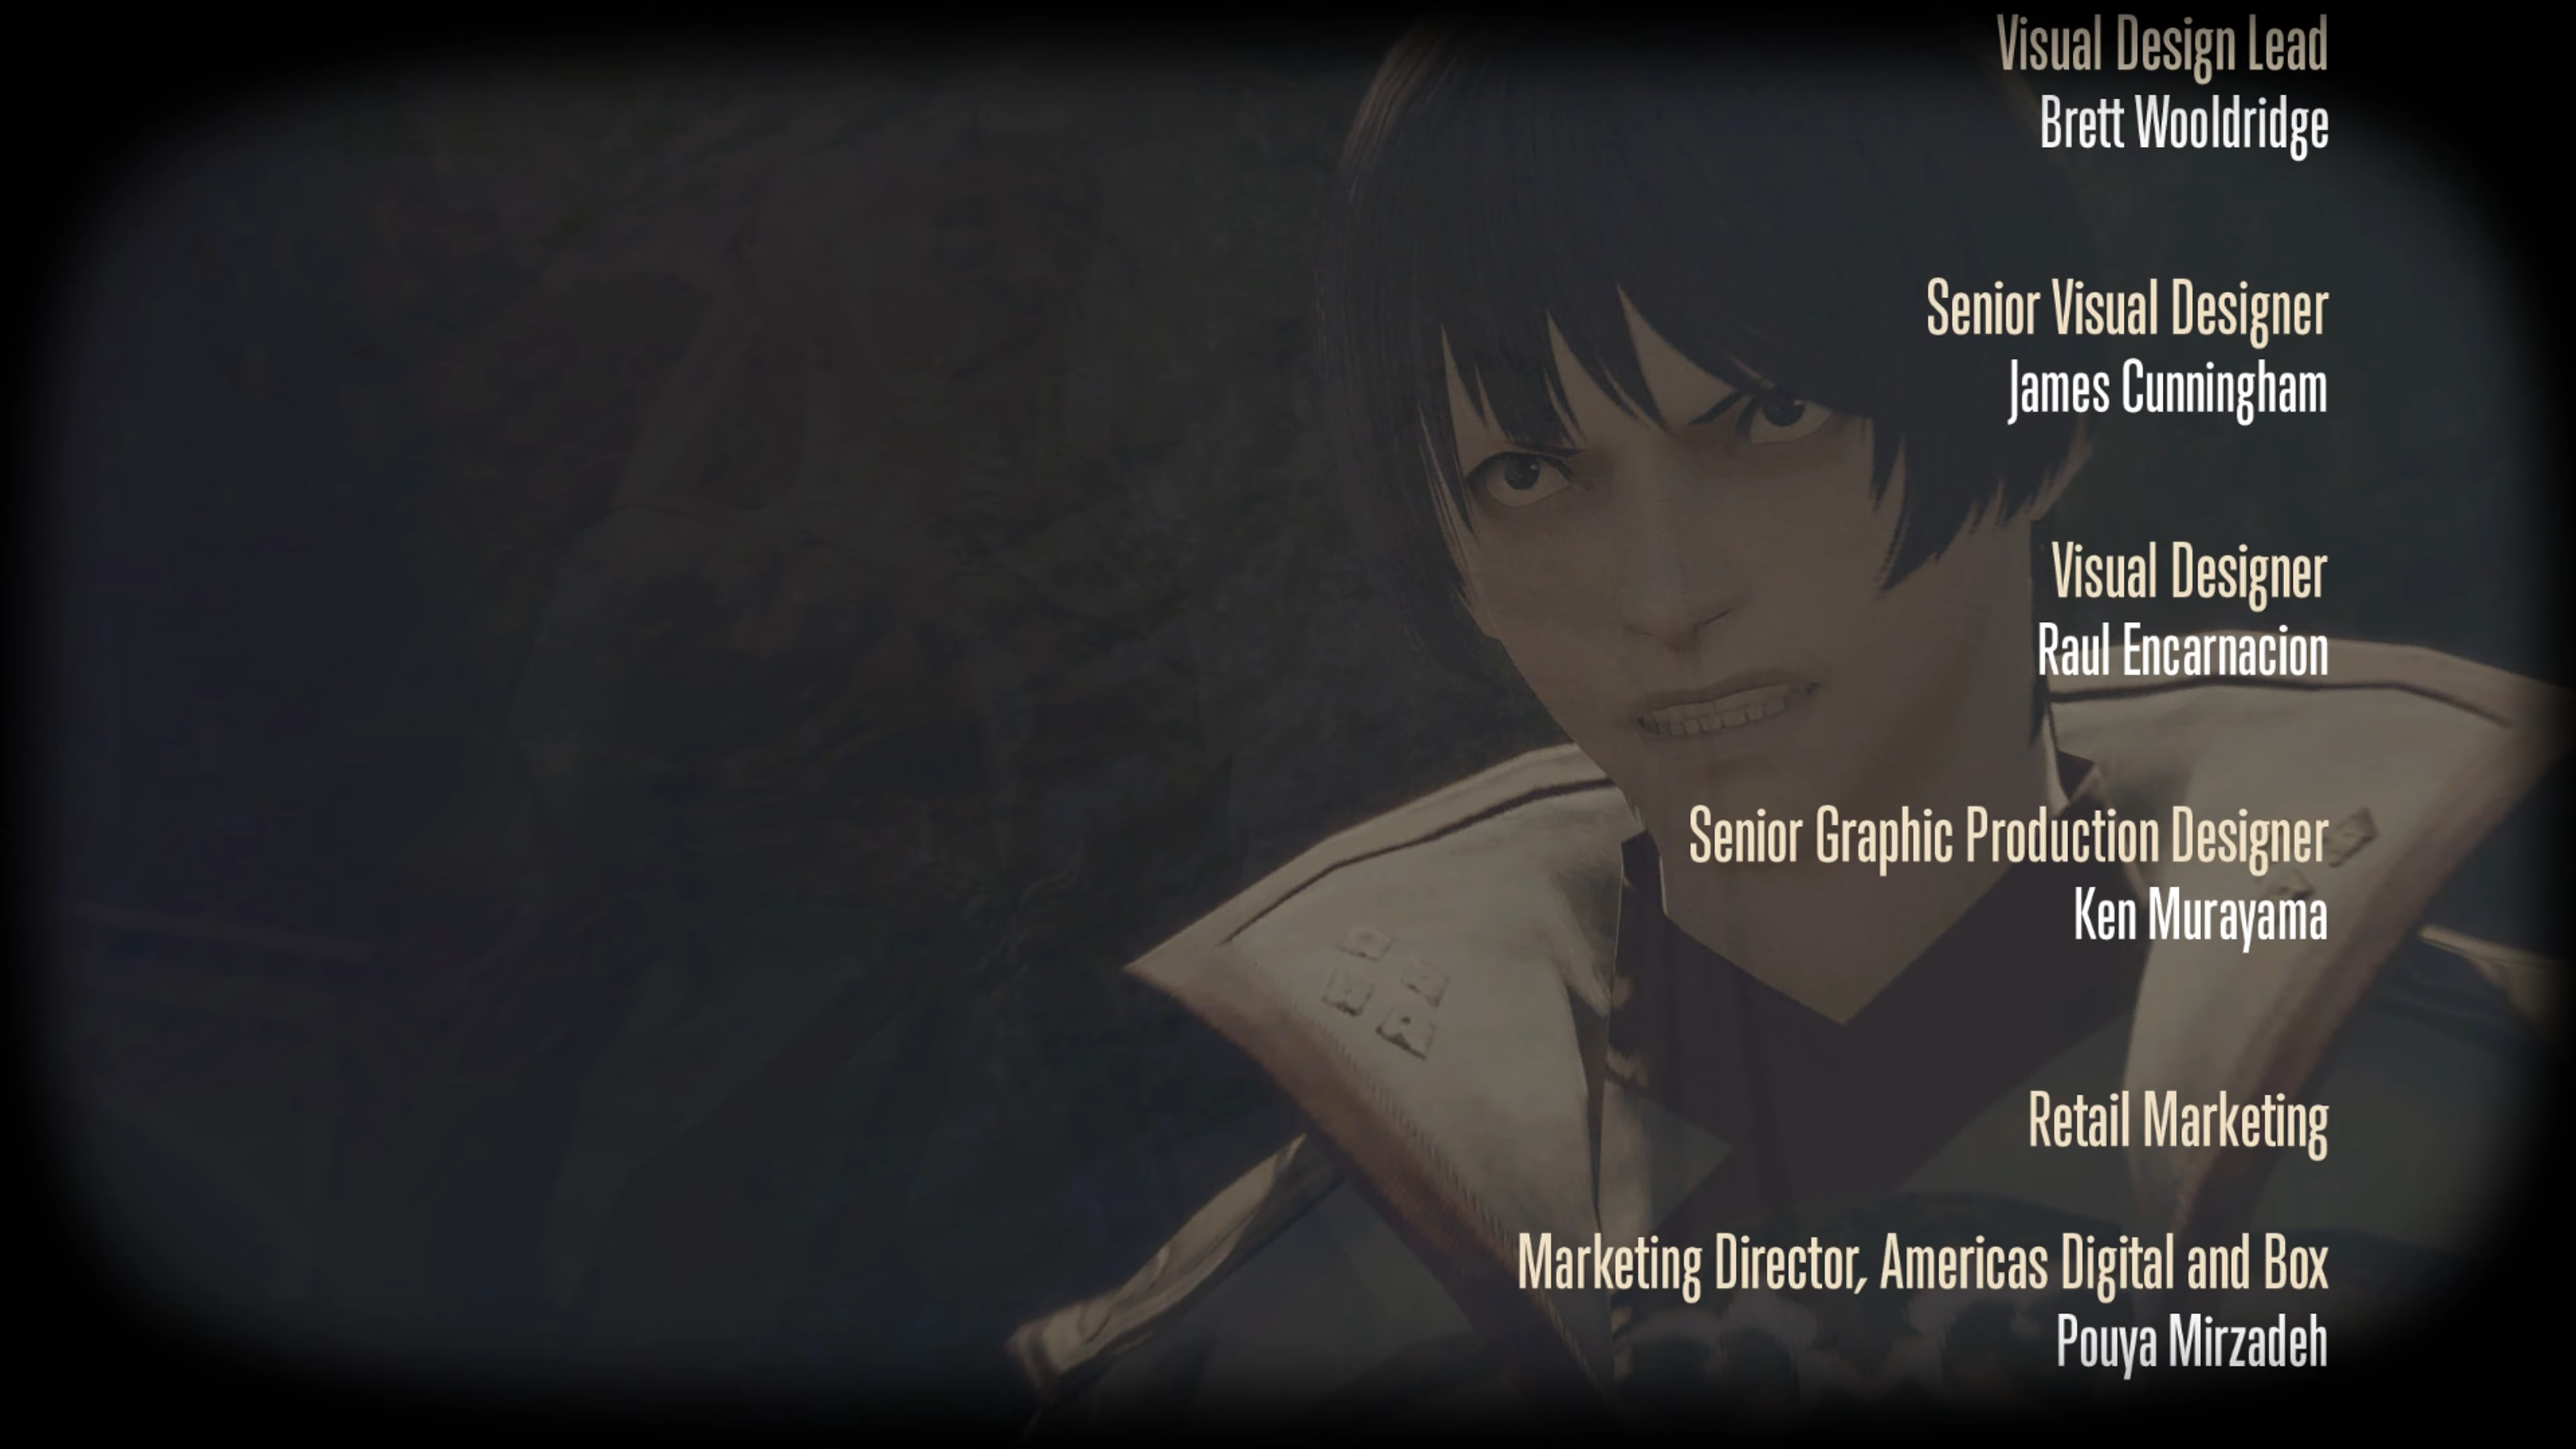 Visual Design Lead
Brett Wooldridge
Senior Visual Designer
James Cunningham
Visual Designer
Raul Encarnacion
Senior Graphic Production Designer
Ken Murayama
Retail Marketing
Marketing Director, Americas Digital and Box
Pouya Mirzadeh